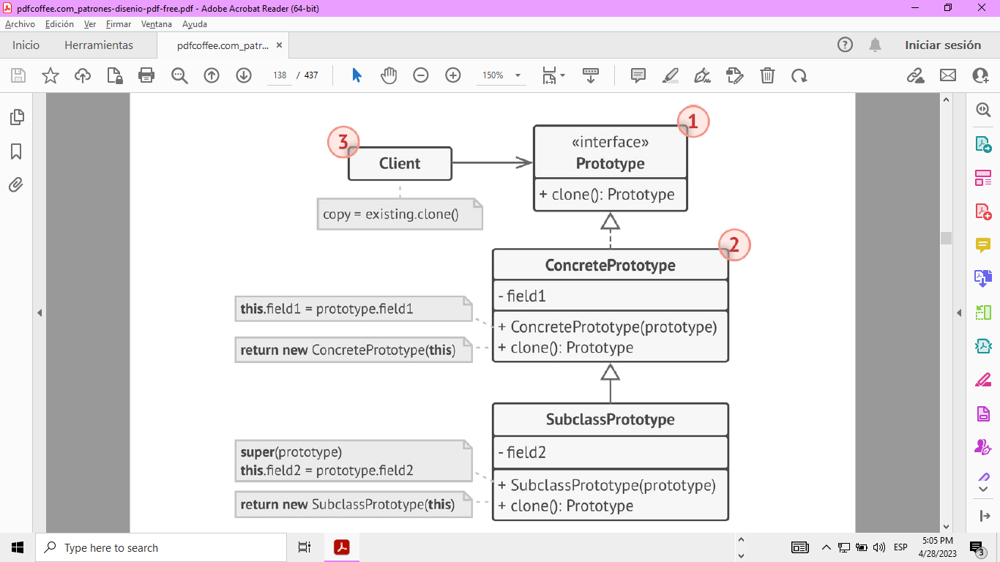 pdfcoffee.com_patrones-disenio-pdf-free.pdf - Adobe Acrobat Reader (64-bit)
Archivo Edición Ver Firmar Ventana Ayuda
Inicio Herramientas pdfcoffee.com_patr... × ? Iniciar sesión
138 / 437 150%
1
«interface»
Prototype
+ clone(): Prototype
3
Client
copy = existing.clone()
2
ConcretePrototype
- field1
+ ConcretePrototype(prototype)
+ clone(): Prototype
this.field1 = prototype.field1
return new ConcretePrototype(this)
SubclassPrototype
- field2
+ SubclassPrototype(prototype)
+ clone(): Prototype
super(prototype)
this.field2 = prototype.field2
return new SubclassPrototype(this)
Type here to search
ESP
5:05 PM
4/28/2023
3